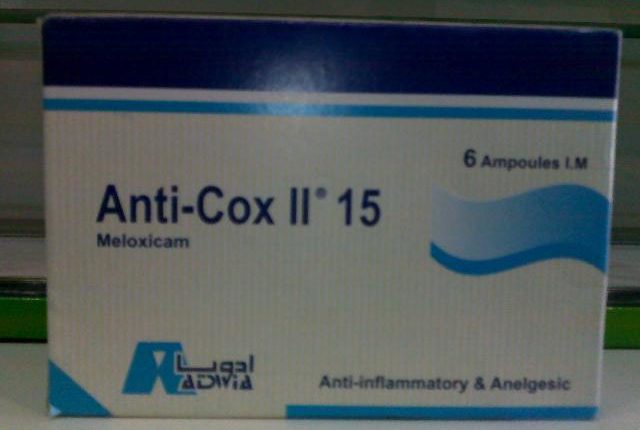 6 Ampoules I.M
Anti-Cox II® 15
Meloxicam
ادويا
ADWIA
Anti-inflammatory & Anelgesic